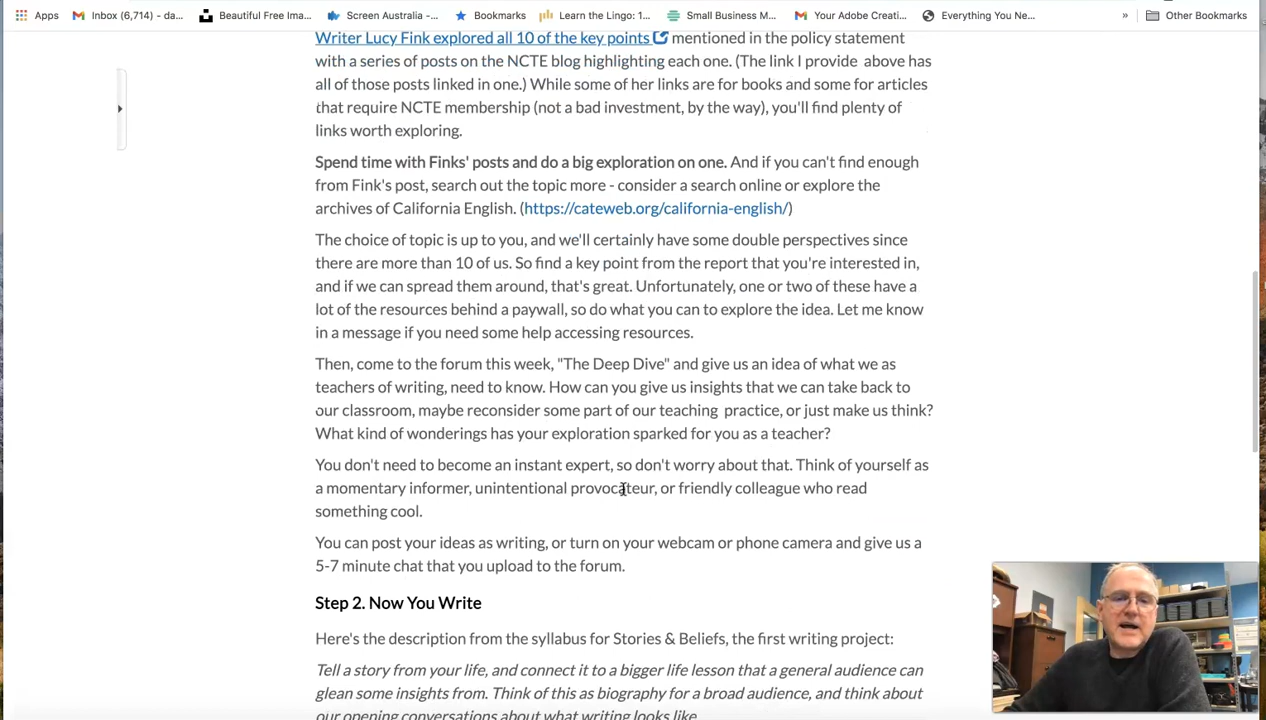 Apps
Inbox (6,714) - da...
Beautiful Free Ima...
Screen Australia -...
Bookmarks
Learn the Lingo: 1...
Small Business M...
Your Adobe Creati...
Everything You Ne...
»
Other Bookmarks
Writer Lucy Fink explored all 10 of the key points mentioned in the policy statement
with a series of posts on the NCTE blog highlighting each one. (The link I provide above has
all of those posts linked in one.) While some of her links are for books and some for articles
that require NCTE membership (not a bad investment, by the way), you'll find plenty of
links worth exploring.
Spend time with Finks' posts and do a big exploration on one. And if you can't find enough
from Fink's post, search out the topic more - consider a search online or explore the
archives of California English. (https://cateweb.org/california-english/)
The choice of topic is up to you, and we'll certainly have some double perspectives since
there are more than 10 of us. So find a key point from the report that you're interested in,
and if we can spread them around, that's great. Unfortunately, one or two of these have a
lot of the resources behind a paywall, so do what you can to explore the idea. Let me know
in a message if you need some help accessing resources.
Then, come to the forum this week, "The Deep Dive" and give us an idea of what we as
teachers of writing, need to know. How can you give us insights that we can take back to
our classroom, maybe reconsider some part of our teaching practice, or just make us think?
What kind of wonderings has your exploration sparked for you as a teacher?
You don't need to become an instant expert, so don't worry about that. Think of yourself as
a momentary informer, unintentional provocateur, or friendly colleague who read
something cool.
You can post your ideas as writing, or turn on your webcam or phone camera and give us a
5-7 minute chat that you upload to the forum.
Step 2. Now You Write
Here's the description from the syllabus for Stories & Beliefs, the first writing project:
Tell a story from your life, and connect it to a bigger life lesson that a general audience can
glean some insights from. Think of this as biography for a broad audience, and think about
our opening conversations about what writing looks like